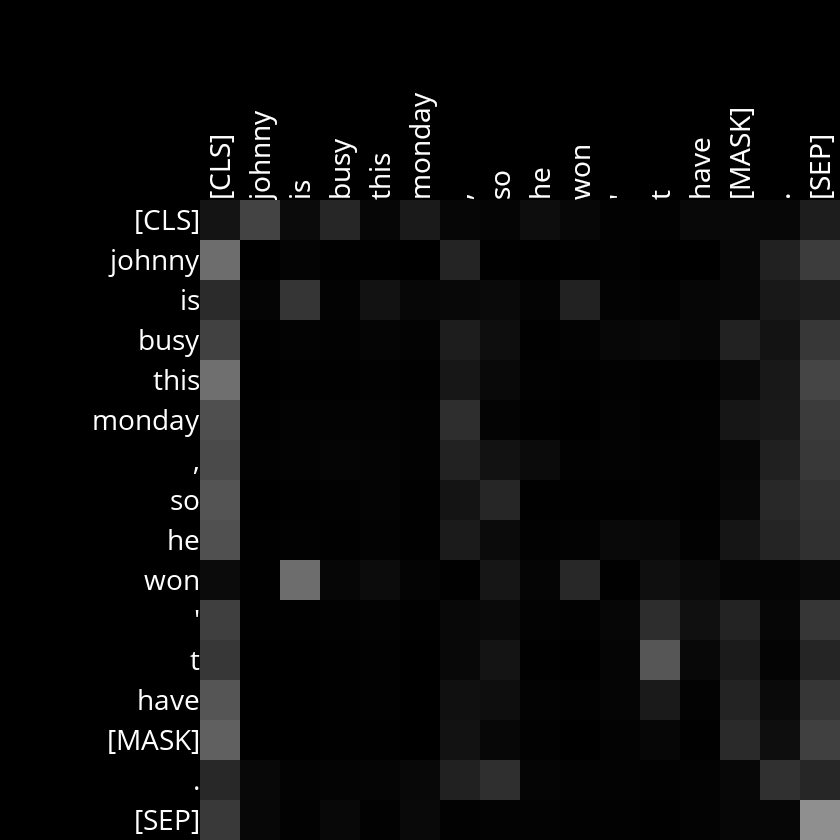 [CLS] johnny is busy this monday , so he won ' t have [MASK] . [SEP]
[CLS]
johnny
is
busy
this
monday
,
so
he
won
'
t
have
[MASK]
.
[SEP]